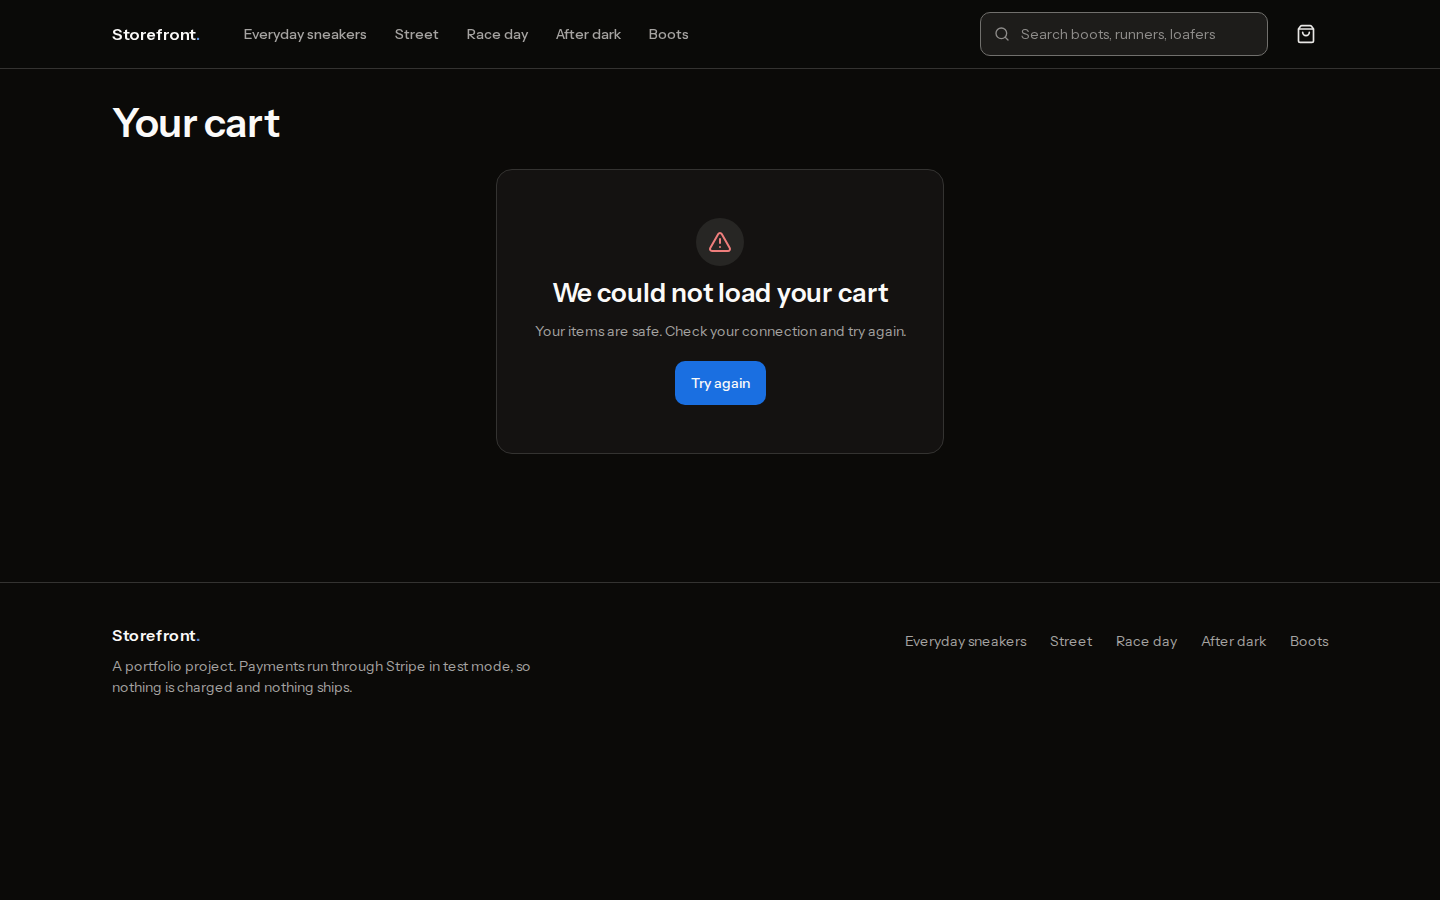 Storefront.
Everyday sneakers
Street
Race day
After dark
Boots
Search boots, runners, loafers
Your cart
We could not load your cart
Your items are safe. Check your connection and try again.
Try again
Storefront.
A portfolio project. Payments run through Stripe in test mode, so
nothing is charged and nothing ships.
Everyday sneakers
Street
Race day
After dark
Boots